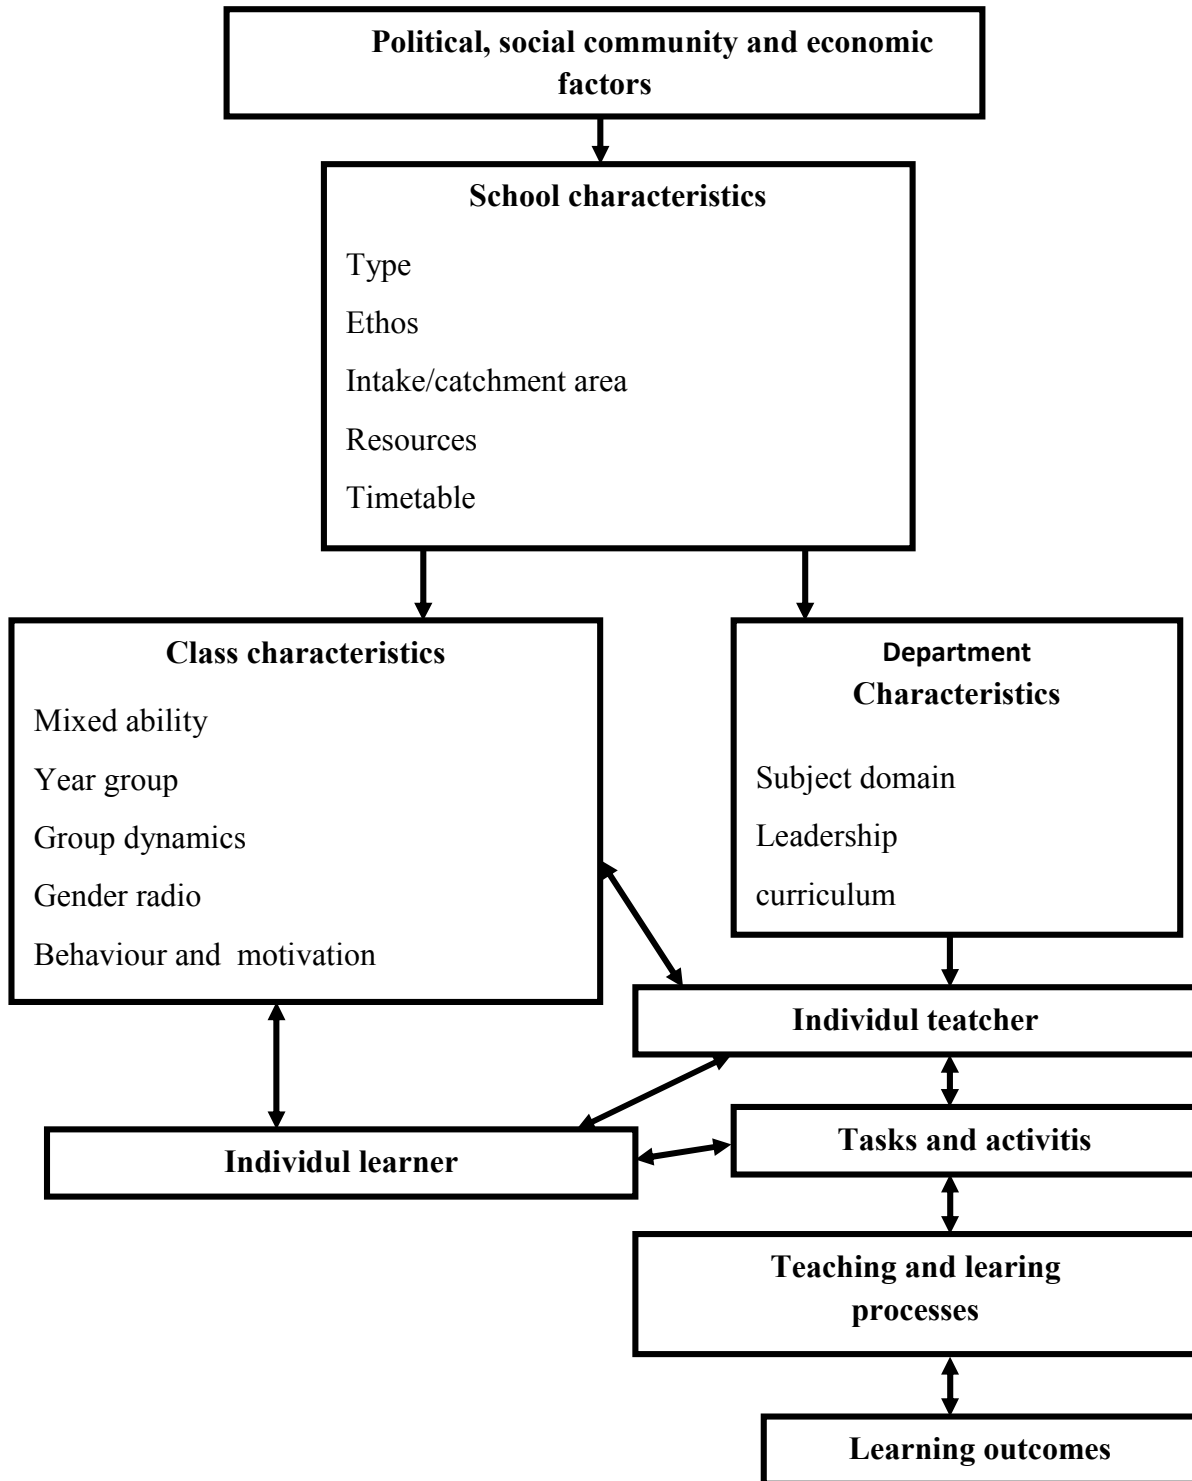 Political, social community and economic
factors
School characteristics
Type
Ethos
Intake/catchment area
Resources
Timetable
Class characteristics
Mixed ability
Year group
Group dynamics
Gender radio
Behaviour and  motivation
Department
Characteristics
Subject domain
Leadership
curriculum
Individul teatcher
Individul learner
Tasks and activitis
Teaching and learing
processes
Learning outcomes